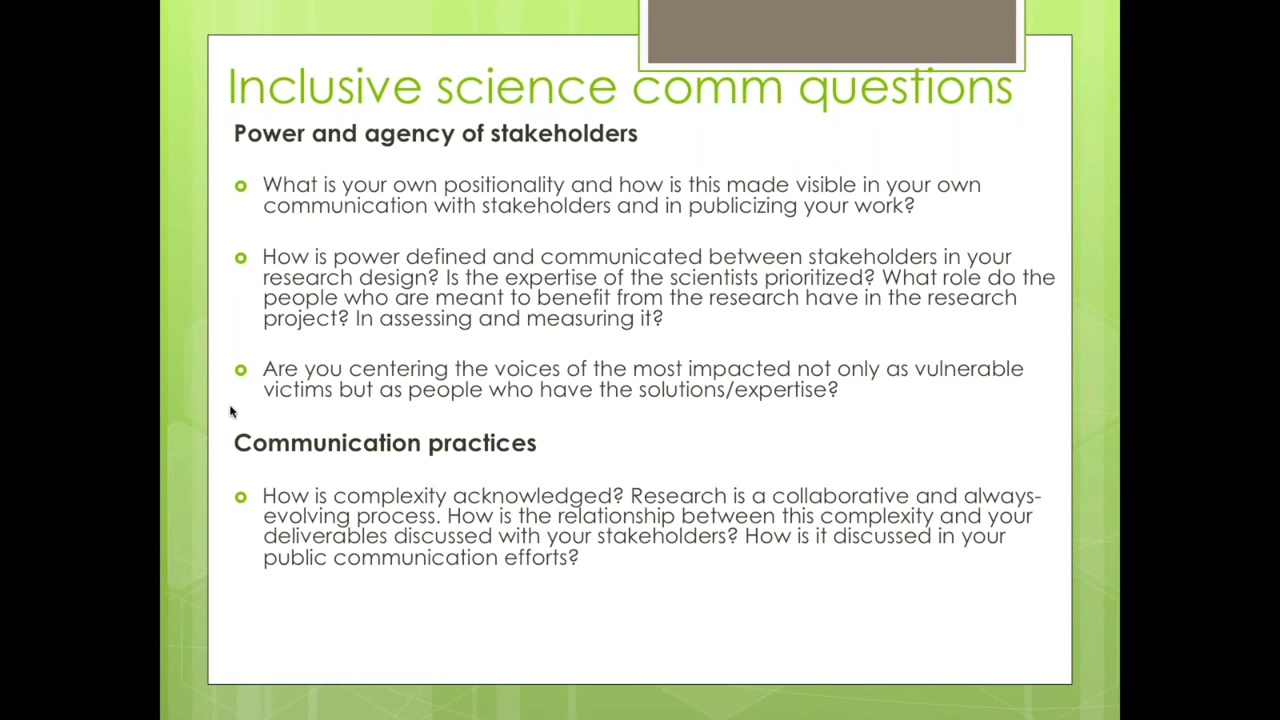 Inclusive science comm questions
Power and agency of stakeholders
What is your own positionality and how is this made visible in your own
communication with stakeholders and in publicizing your work?
How is power defined and communicated between stakeholders in your
research design? Is the expertise of the scientists prioritized? What role do the
people who are meant to benefit from the research have in the research
project? In assessing and measuring it?
Are you centering the voices of the most impacted not only as vulnerable
victims but as people who have the solutions/expertise?
Communication practices
How is complexity acknowledged? Research is a collaborative and always-
evolving process. How is the relationship between this complexity and your
deliverables discussed with your stakeholders? How is it discussed in your
public communication efforts?